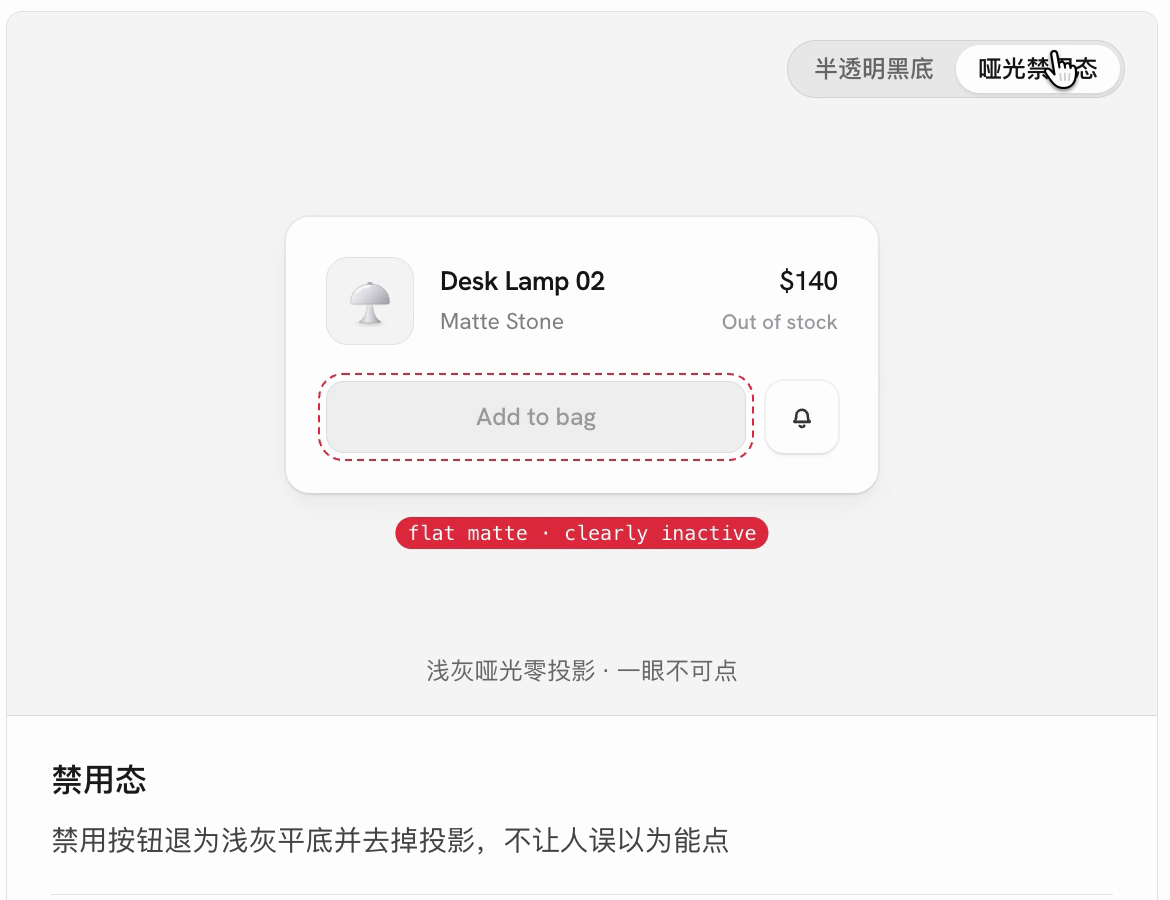 半透明黑底
哑光禁用态
Desk Lamp 02
$140
Matte Stone
Out of stock
Add to bag
flat matte · clearly inactive
浅灰哑光零投影 · 一眼不可点
禁用态
禁用按钮退为浅灰平底并去掉投影，不让人误以为能点